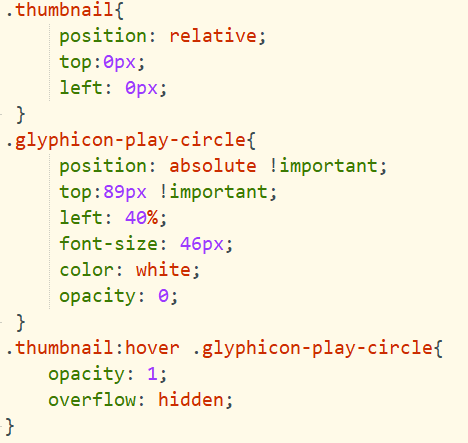 .thumbnail{
position: relative;
top:0px;
left: 0px;
}
.glyphicon-play-circle{
position: absolute !important;
top:89px !important;
left: 40%;
font-size: 46px;
color: white;
opacity: 0;
}
.thumbnail:hover .glyphicon-play-circle{
opacity: 1;
overflow: hidden;
}